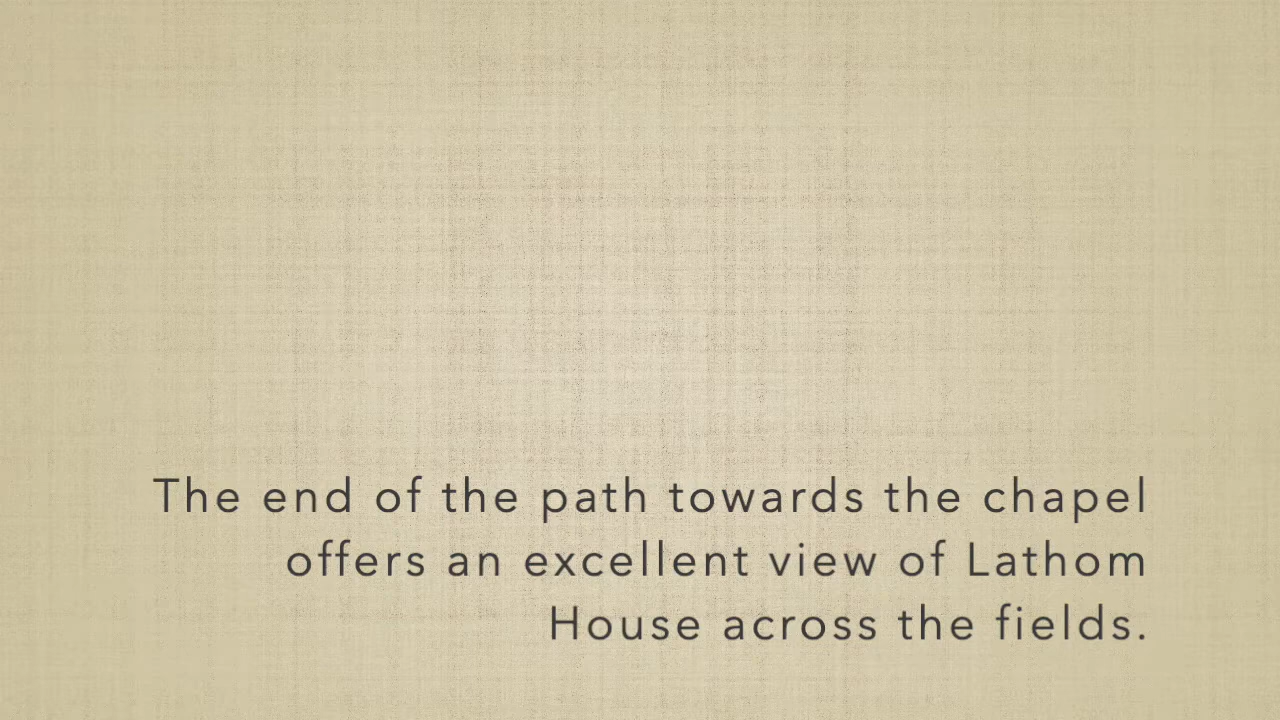 The end of the path towards the chapel
offers an excellent view of Lathom
House across the fields.